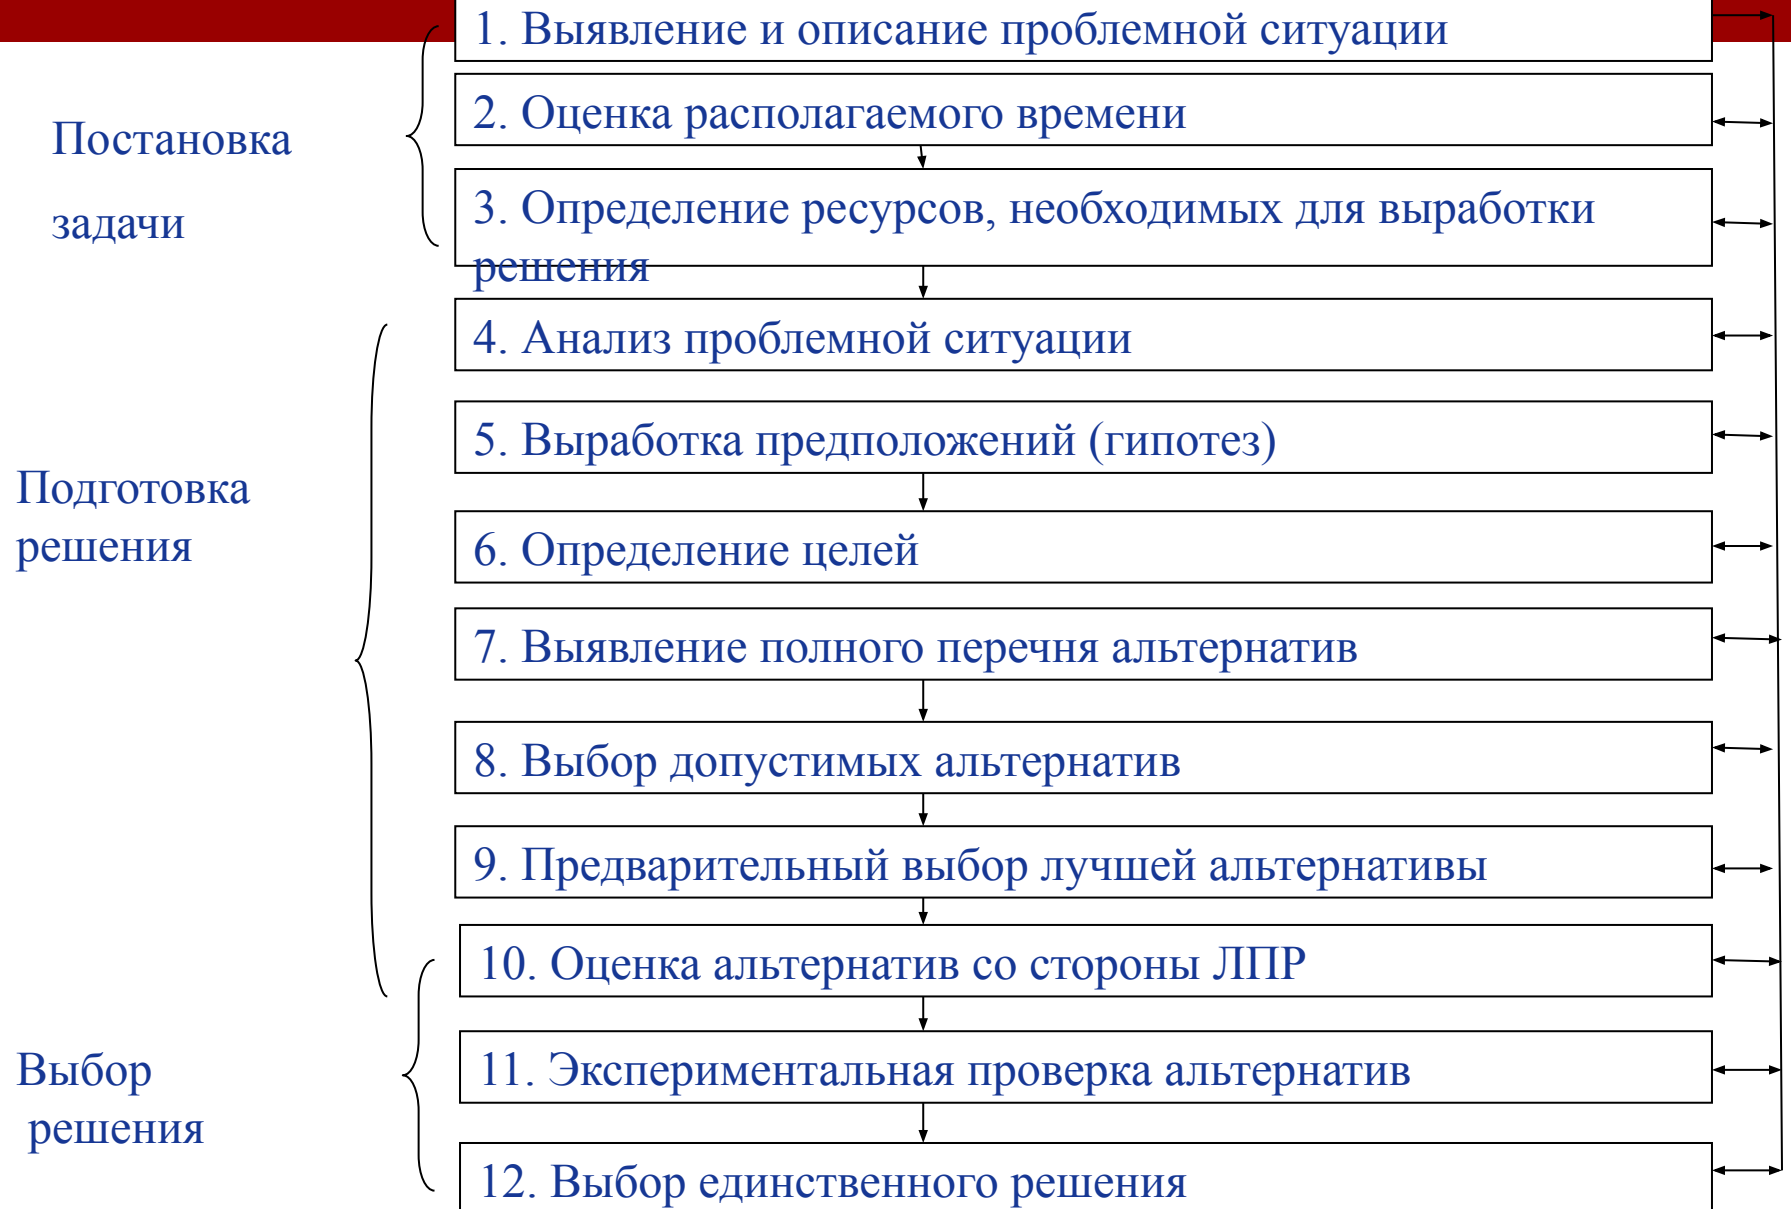 1. Выявление и описание проблемной ситуации
2. Оценка располагаемого времени
Постановка
задачи
3. Определение ресурсов, необходимых для выработки
решения
4. Анализ проблемной ситуации
5. Выработка предположений (гипотез)
Подготовка
решения
6. Определение целей
7. Выявление полного перечня альтернатив
8. Выбор допустимых альтернатив
9. Предварительный выбор лучшей альтернативы
10. Оценка альтернатив со стороны ЛПР
Выбор
решения
11. Экспериментальная проверка альтернатив
12. Выбор единственного решения